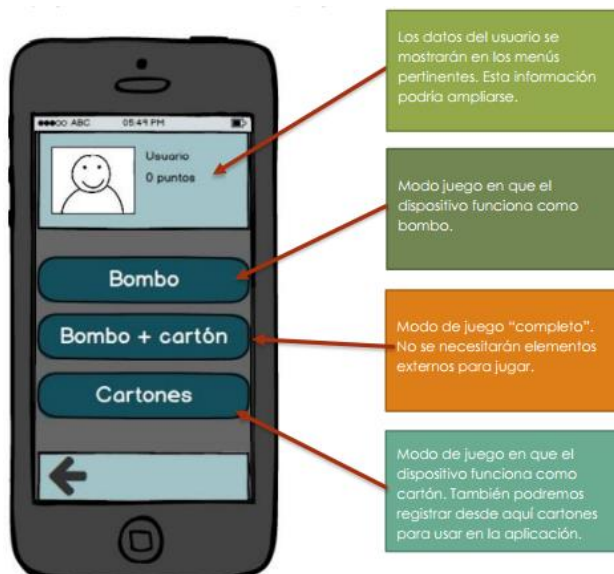 ABC 05:49 PM
Usuario
0 puntos
Bombo
Bombo + cartón
Cartones
Los datos del usuario se
mostrarán en los menús
pertinentes. Esta información
podría ampliarse.
Modo juego en que el
dispositivo funciona como
bombo.
Modo de juego “completo”.
No se necesitarán elementos
externos para jugar.
Modo de juego en que el
dispositivo funciona como
cartón. También podremos
registrar desde aquí cartones
para usar en la aplicación.